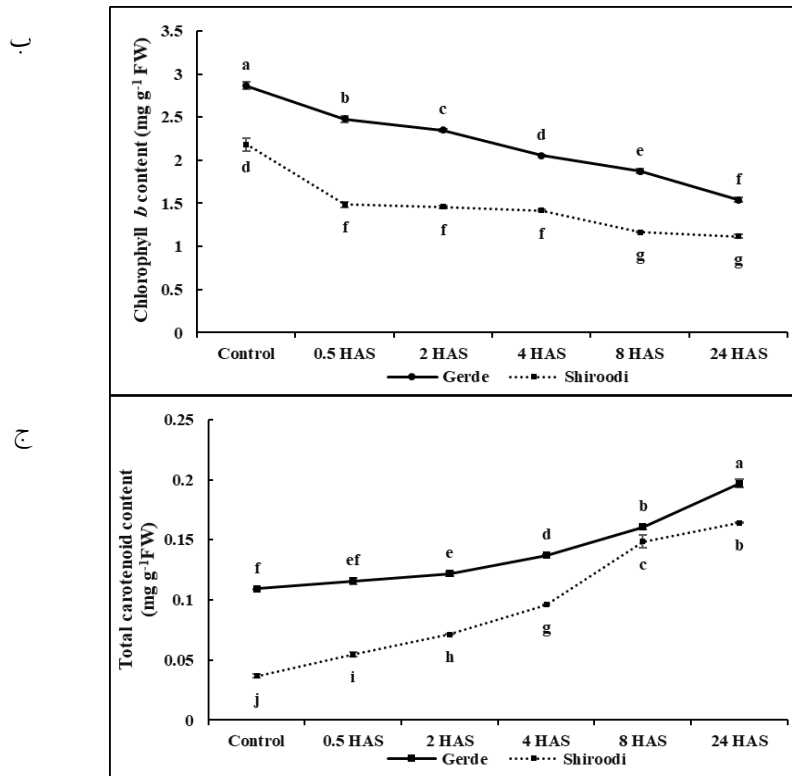 ب
Chlorophyll b content (mg g-1 FW)
3.5
3
2.5
2
1.5
1
0.5
0
a
b
c
d
e
f
d
f
f
f
g
g
Control 0.5 HAS 2 HAS 4 HAS 8 HAS 24 HAS
Gerde Shiroodi
ج
Total carotenoid content
(mg g-1FW)
0.25
0.2
0.15
0.1
0.05
0
f
ef
e
d
b
a
j
i
h
g
c
b
Control 0.5 HAS 2 HAS 4 HAS 8 HAS 24 HAS
Gerde Shiroodi